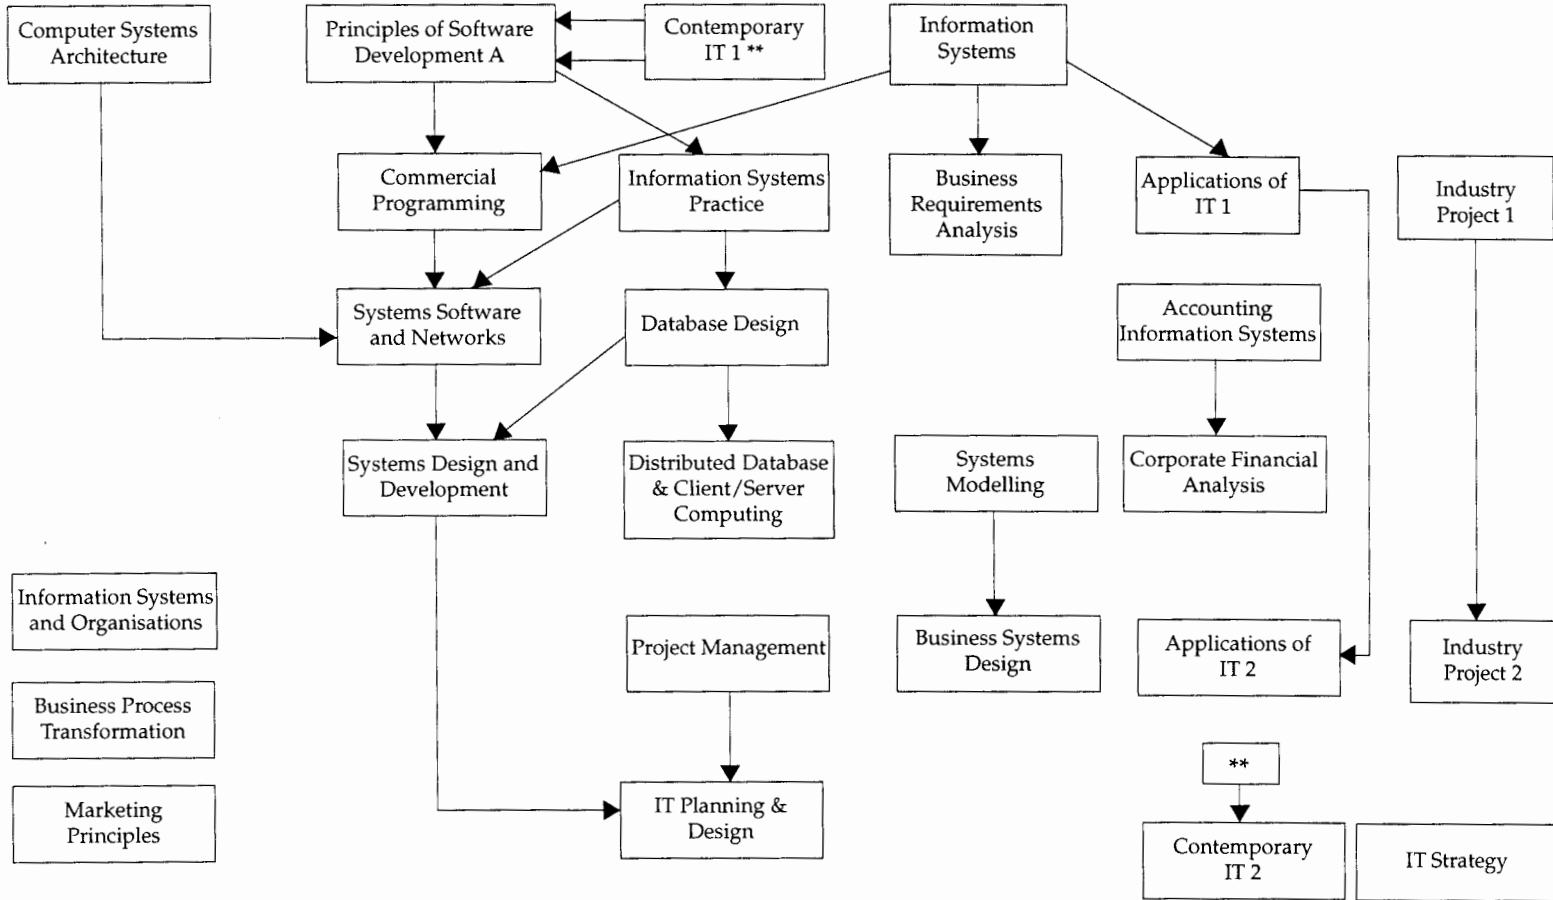 Computer Systems
Architecture
Principles of Software
Development A
Contemporary
IT 1 **
Information
Systems
Commercial
Programming
Information Systems
Practice
Business
Requirements
Analysis
Applications of
IT 1
Industry
Project 1
Systems Software
and Networks
Database Design
Accounting
Information Systems
Systems Design and
Development
Distributed Database
& Client/Server
Computing
Systems
Modelling
Corporate Financial
Analysis
Information Systems
and Organisations
Project Management
Business Systems
Design
Applications of
IT 2
Industry
Project 2
Business Process
Transformation
**
Marketing
Principles
IT Planning &
Design
Contemporary
IT 2
IT Strategy